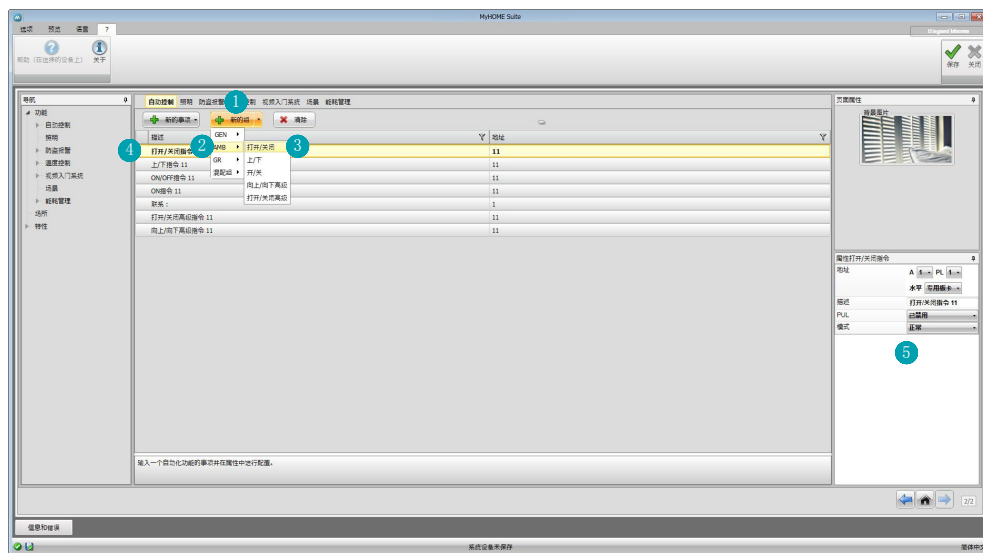 MyHOME Suite
选项 预览 语言 ?
帮助 (在选择的设备上) 关于
保存 关闭
导航
功能
自动控制
照明
防盗报警
温度控制
视频入门系统
场景
能耗管理
场所
特性
自动控制 照明 防盗报警 1 制 视频入门系统 场景 能耗管理
新的事项 新的组 清除
描述 地址
4 打开/关闭指令 11
上/下指令 11 11
ON/OFF指令 11 11
ON指令 11 11
联系： 1
打开/关闭高级指令 11 11
向上/向下高级指令 11 11
GEN
2 AMB
GR
混配组
打开/关闭 3
上/下
开/关
向上/向下高级
打开/关闭高级
输入一个自动化功能的事项并在属性中进行配置。
页面属性
背景图片
属性打开/关闭指令
地址 A 1 PL 1
水平 专用板卡
描述 打开/关闭指令 11
PUL 已禁用
模式 正常
5
2/2
信息和错误
系统设备未保存 简体中文